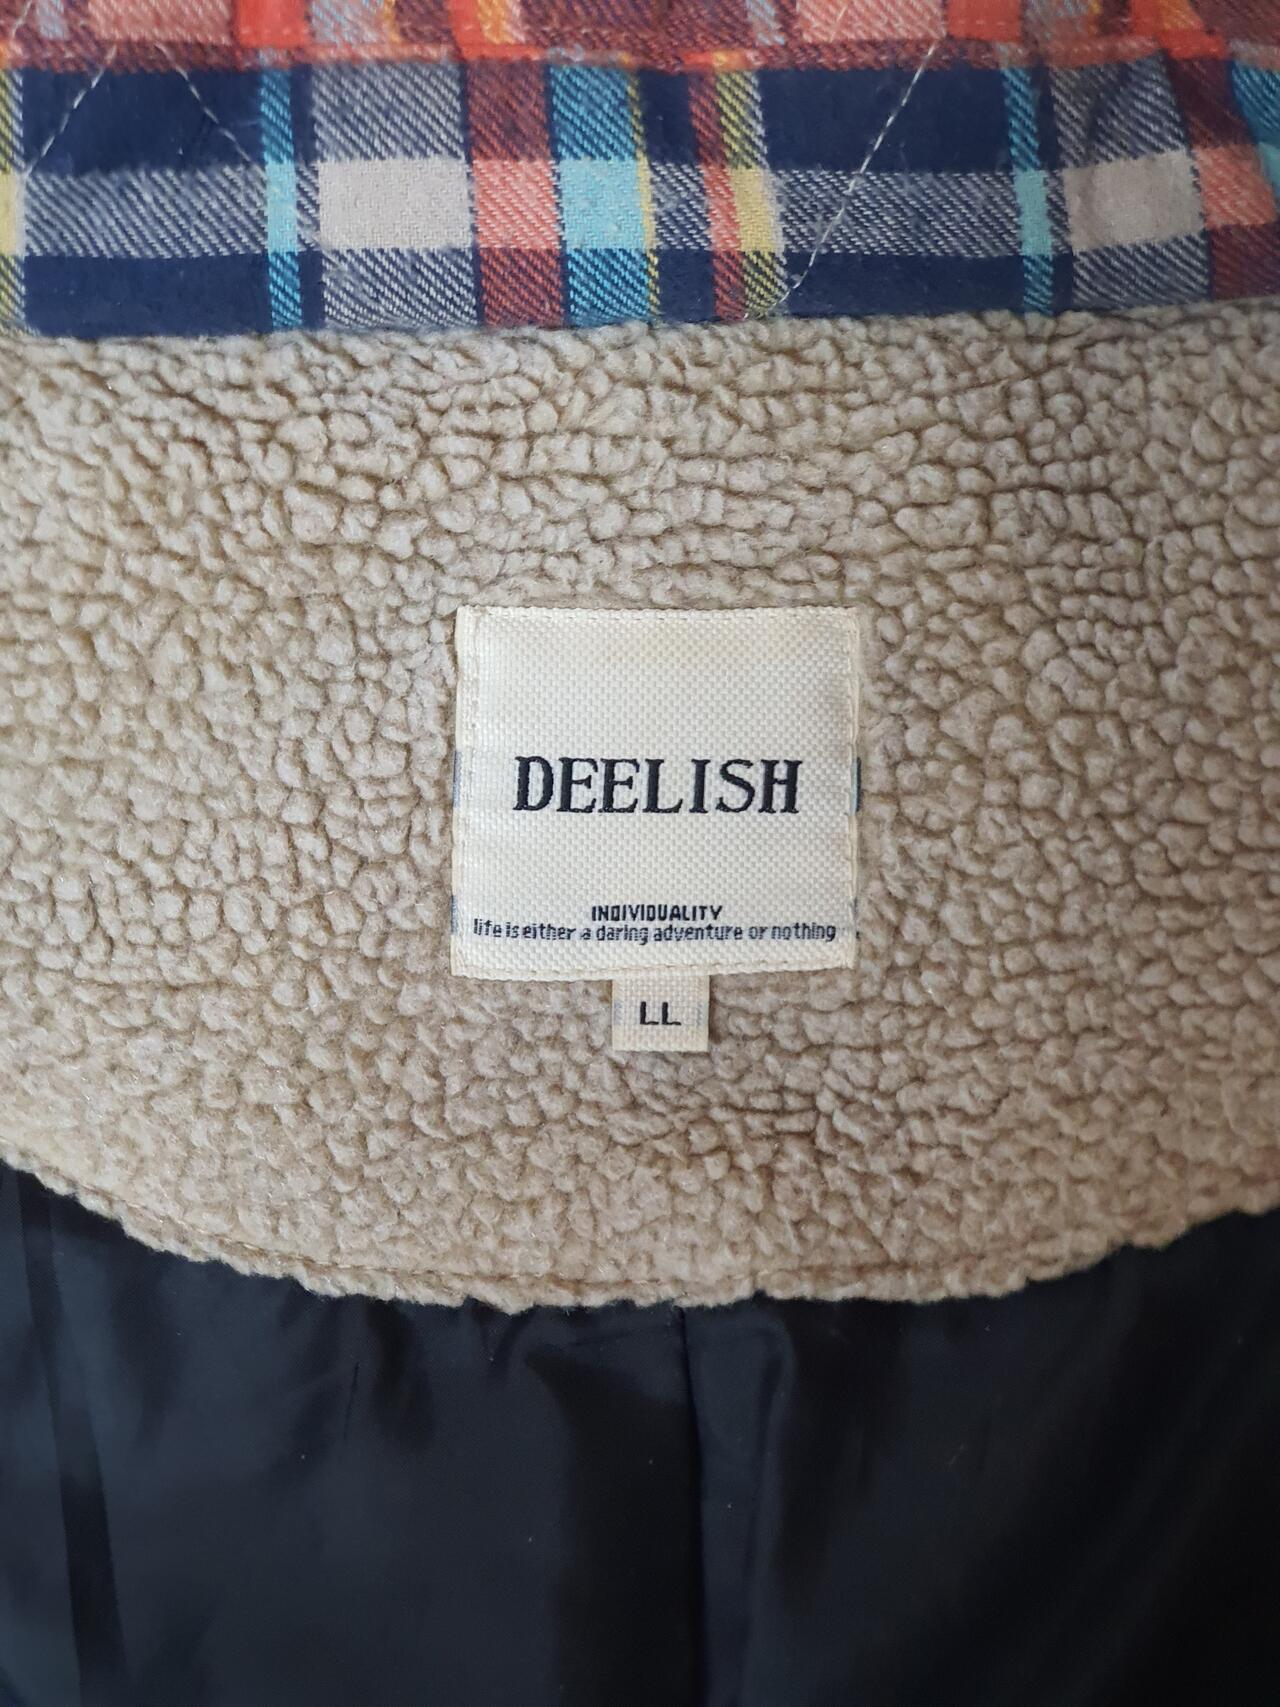 DEELISH
INDIVIDUALITY
life is either a daring adventure or nothing
LL